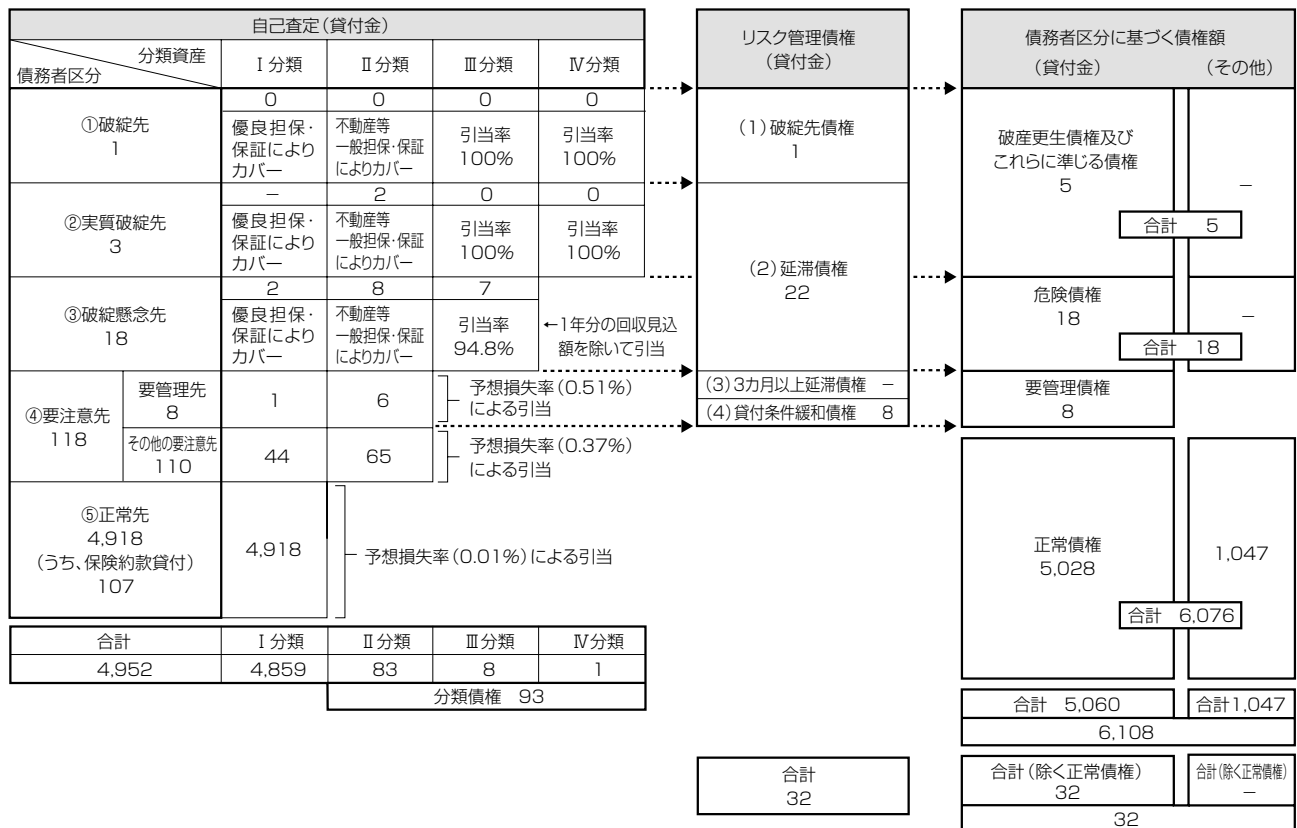 自己査定（貸付金）
分類資産
債務者区分
Ⅰ分類 Ⅱ分類 Ⅲ分類 Ⅳ分類
①破綻先
1
0 0 0 0
優良担保・
保証により
カバー
不動産等
一般担保・保証
によりカバー
引当率
100%
引当率
100%
②実質破綻先
3
－ 2 0 0
優良担保・
保証により
カバー
不動産等
一般担保・保証
によりカバー
引当率
100%
引当率
100%
③破綻懸念先
18
2 8 7
優良担保・
保証により
カバー
不動産等
一般担保・保証
によりカバー
引当率
94.8%
←1年分の回収見込
額を除いて引当
④要注意先
118
要管理先
8
1 6
予想損失率（0.51%）
による引当
その他の要注意先
110
44 65
予想損失率（0.37%）
による引当
⑤正常先
4,918
（うち、保険約款貸付）
107
4,918
予想損失率（0.01%）による引当
合計 Ⅰ分類 Ⅱ分類 Ⅲ分類 Ⅳ分類
4,952 4,859 83 8 1
分類債権 93
リスク管理債権
（貸付金）
（1）破綻先債権
1
（2）延滞債権
22
（3）3カ月以上延滞債権 －
（4）貸付条件緩和債権 8
合計
32
債務者区分に基づく債権額
（貸付金） （その他）
破産更生債権及び
これらに準じる債権
5
－
合計 5
危険債権
18
－
合計 18
要管理債権
8
正常債権
5,028
1,047
合計 6,076
合計 5,060 合計1,047
6,108
合計（除く正常債権） 合計（除く正常債権）
32 －
32